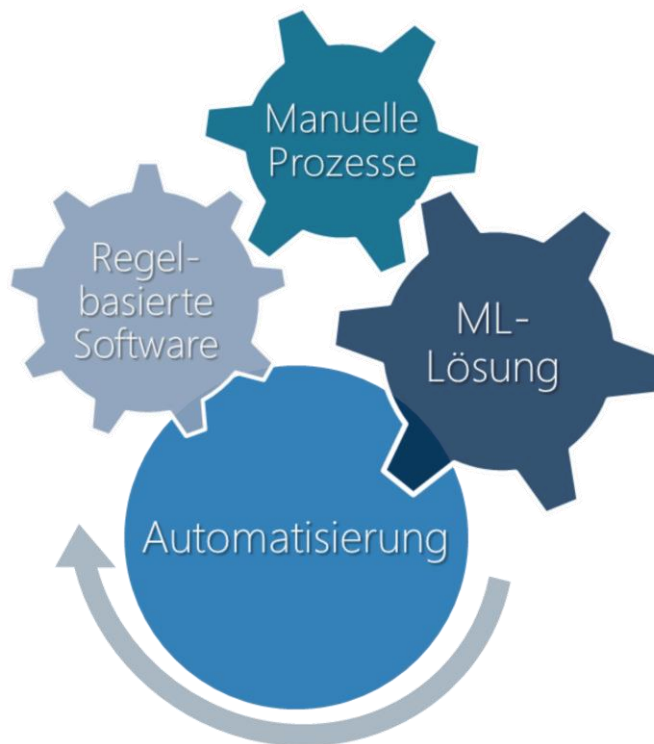 Manuelle
Prozesse
Regel-
basierte
Software
ML-
Lösung
Automatisierung